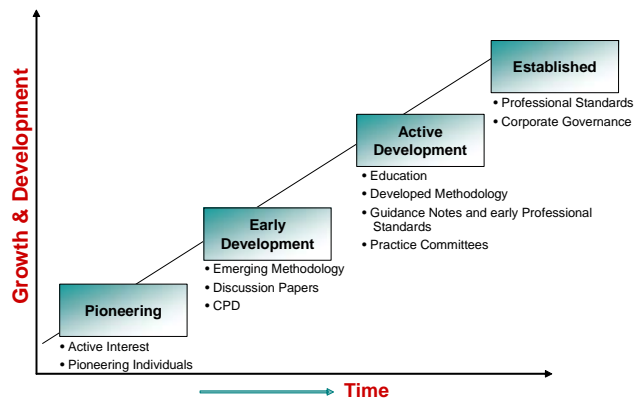 Growth & Development
Established
• Professional Standards
• Corporate Governance
Active
Development
• Education
• Developed Methodology
• Guidance Notes and early Professional
Standards
• Practice Committees
Early
Development
• Emerging Methodology
• Discussion Papers
• CPD
Pioneering
• Active Interest
• Pioneering Individuals
Time